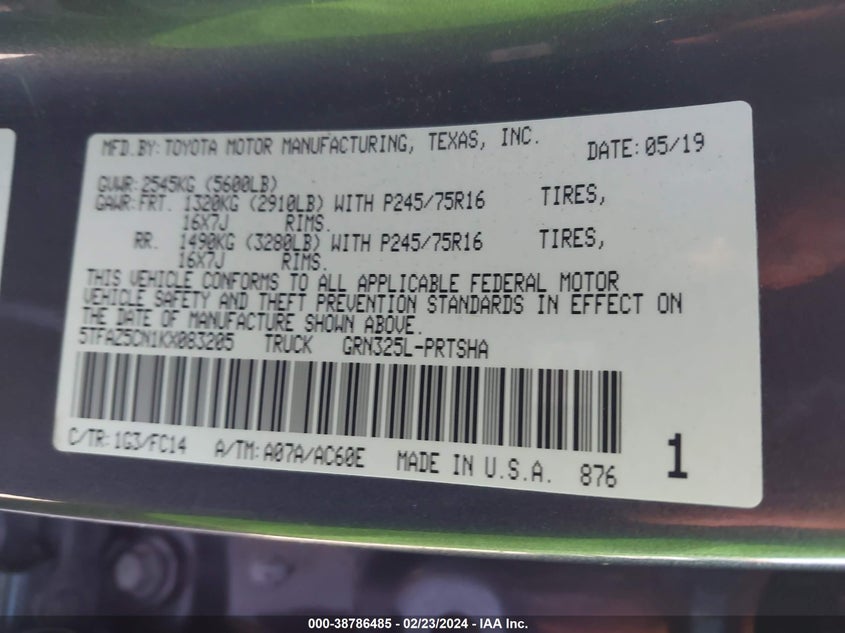 MFD.BY:TOYOTA MOTOR MANUFACTURING, TEXAS, INC. DATE:05/19
GVWR:2545KG (5600LB)
GAWR:FRT. 1320KG (2910LB) WITH P245/75R16 TIRES,
16X7J RIMS.
RR. 1490KG (3280LB) WITH P245/75R16 TIRES,
16X7J RIMS.
THIS VEHICLE CONFORMS TO ALL APPLICABLE FEDERAL MOTOR
VEHICLE SAFETY AND THEFT PREVENTION STANDARDS IN EFFECT ON
THE DATE OF MANUFACTURE SHOWN ABOVE.
5TFAZ5CN1KX083205 TRUCK GRN325L-PRTSHA
C/TR:1G3/FC14 A/TM:A07A/AC60E MADE IN U.S.A. 876 1
000-38786485 - 02/23/2024 - IAA Inc.